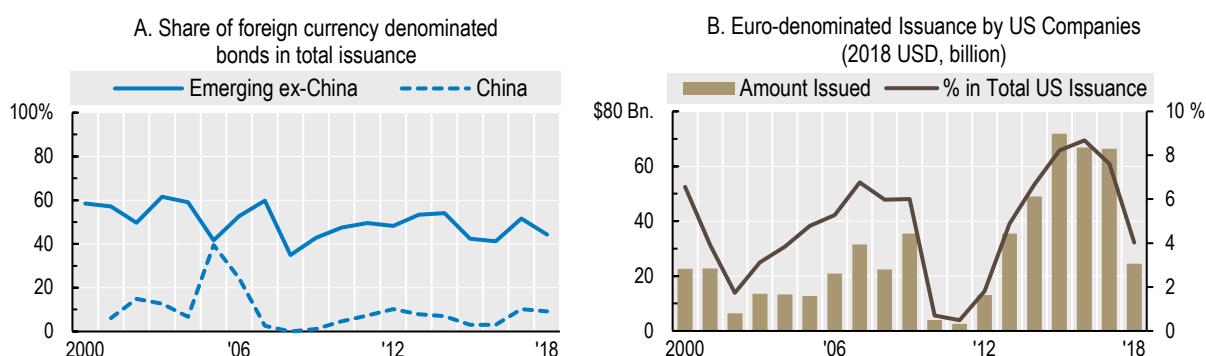 A. Share of foreign currency denominated
bonds in total issuance
Emerging ex-China
China
100%
80
60
40
20
0
2000
'06
'12
'18
B. Euro-denominated Issuance by US Companies
(2018 USD, billion)
Amount Issued
% in Total US Issuance
$80 Bn.
60
40
20
0
10 %
8
6
4
2
0
2000
'06
'12
'18